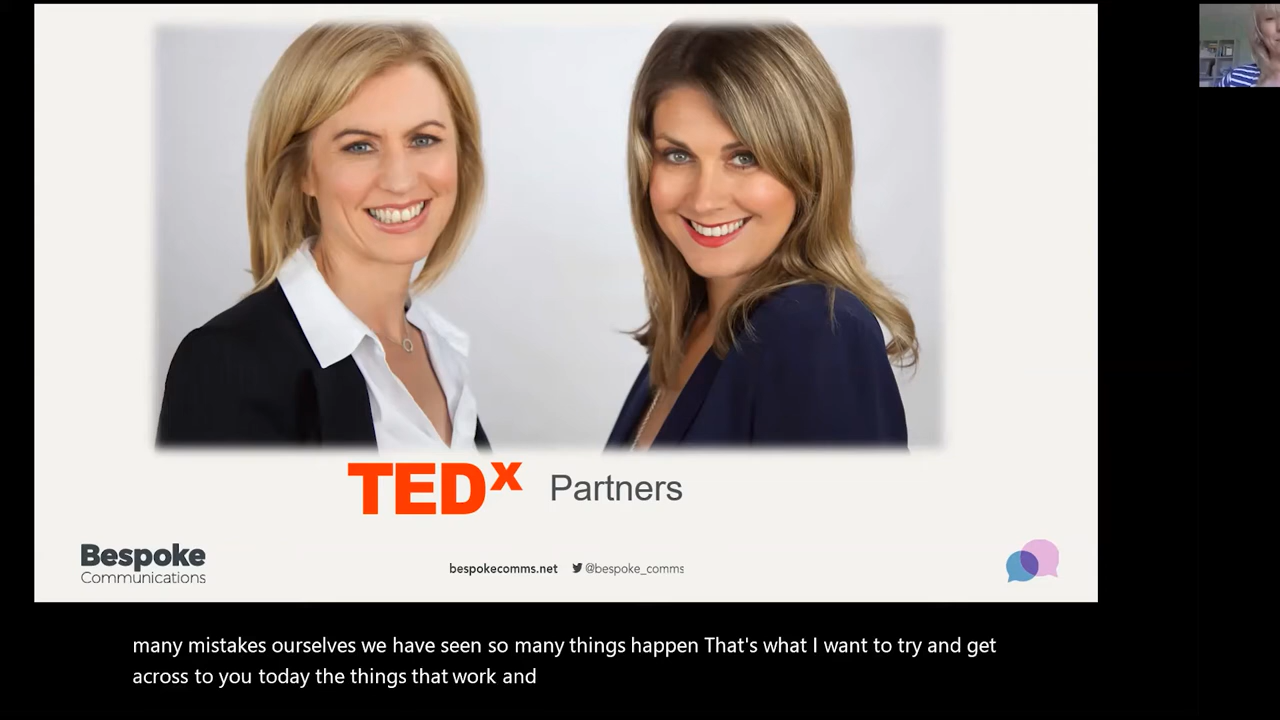 TEDx Partners
Bespoke
Communications
bespokecomms.net @bespoke_comms
many mistakes ourselves we have seen so many things happen That's what I want to try and get
across to you today the things that work and